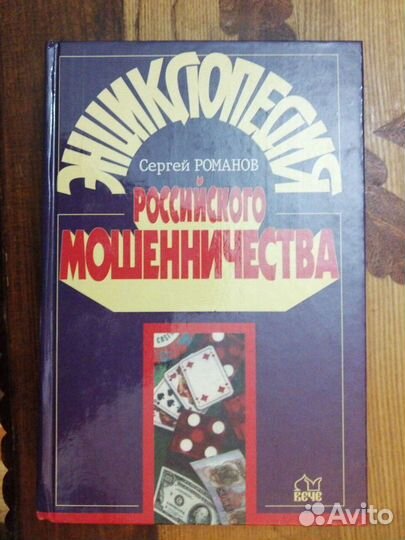 ЭНЦИКЛОПЕДИЯ
Сергей РОМАНОВ
РОССИЙСКОГО
МОШЕННИЧЕСТВА
ВЕЧЕ
Avito